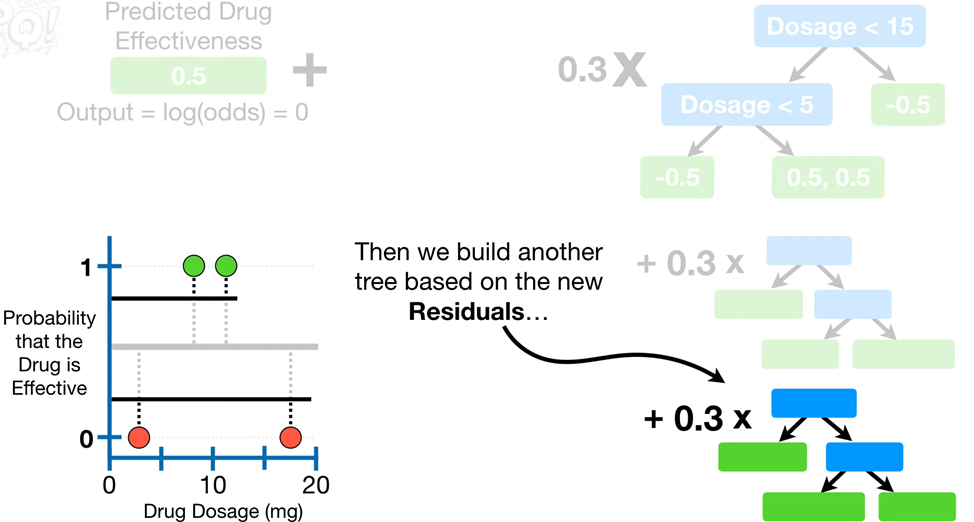 Predicted Drug
Effectiveness
0.5
+
Output = log(odds) = 0
0.3 X
Dosage < 15
Dosage < 5
-0.5
-0.5
0.5, 0.5
Then we build another
tree based on the new
Residuals…
+ 0.3 x
+ 0.3 x
Probability
that the
Drug is
Effective
1
0
0
10
20
Drug Dosage (mg)